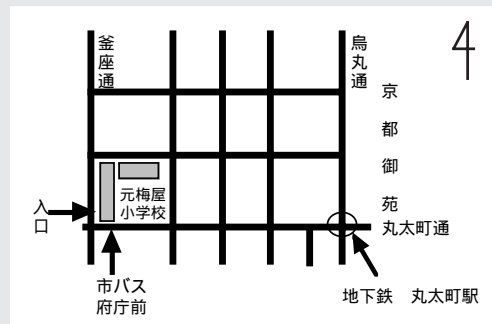 釜座通
烏丸通
京都御苑
元梅屋
小学校
入口
丸太町通
市バス
府庁前
地下鉄 丸太町駅